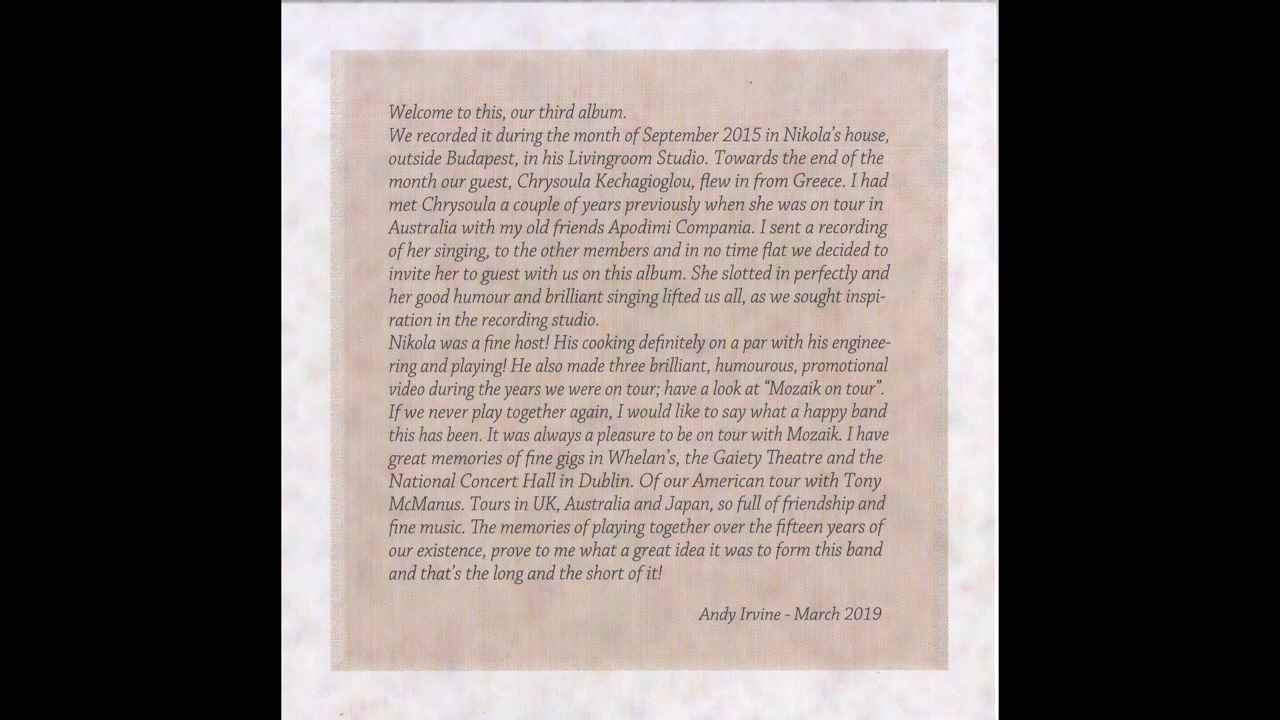 Welcome to this, our third album.
We recorded it during the month of September 2015 in Nikola's house,
outside Budapest, in his Livingroom Studio. Towards the end of the
month our guest, Chrysoula Kechagioglou, flew in from Greece. I had
met Chrysoula a couple of years previously when she was on tour in
Australia with my old friends Apodimi Compania. I sent a recording
of her singing, to the other members and in no time flat we decided to
invite her to guest with us on this album. She slotted in perfectly and
her good humour and brilliant singing lifted us all, as we sought inspi-
ration in the recording studio.
Nikola was a fine host! His cooking definitely on a par with his enginee-
ring and playing! He also made three brilliant, humourous, promotional
video during the years we were on tour; have a look at “Mozaik on tour”.
If we never play together again, I would like to say what a happy band
this has been. It was always a pleasure to be on tour with Mozaik. I have
great memories of fine gigs in Whelan's, the Gaiety Theatre and the
National Concert Hall in Dublin. Of our American tour with Tony
McManus. Tours in UK, Australia and Japan, so full of friendship and
fine music. The memories of playing together over the fifteen years of
our existence, prove to me what a great idea it was to form this band
and that's the long and the short of it!
Andy Irvine - March 2019